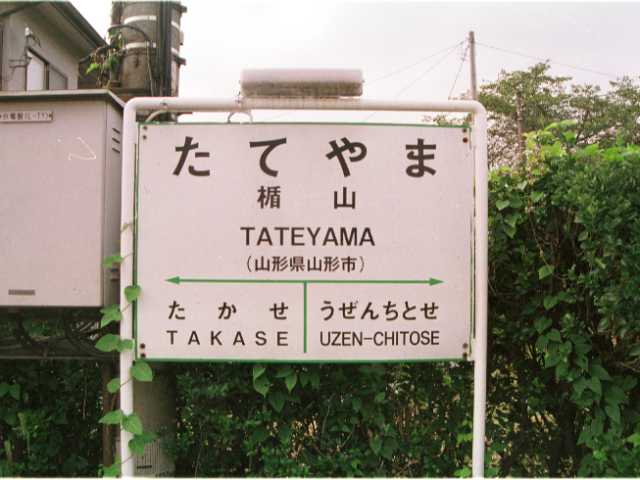 たてやま
楯山
TATEYAMA
(山形県山形市)
たかせ うぜんちとせ
TAKASE UZEN-CHITOSE